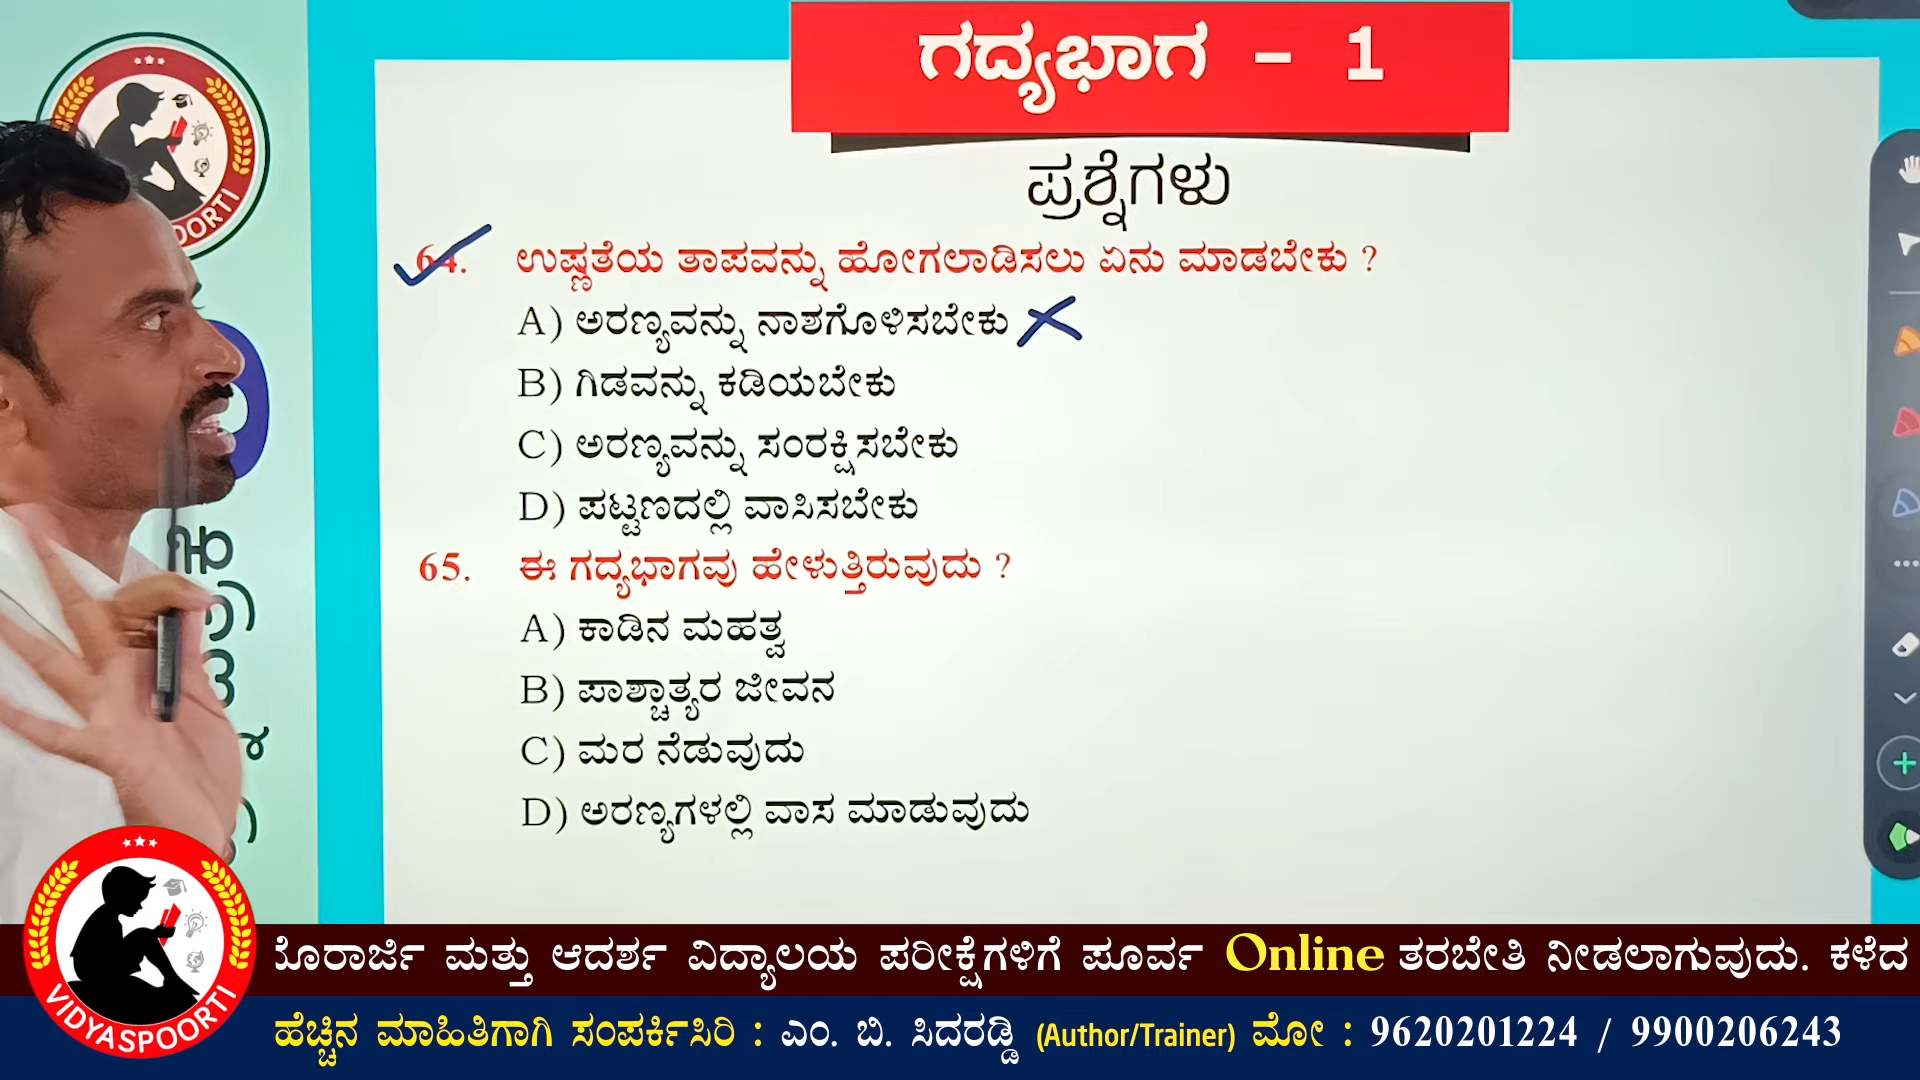 ಗದ್ಯಭಾಗ - 1
ಪ್ರಶ್ನೆಗಳು
64. ಉಷ್ಣತೆಯ ತಾಪವನ್ನು ಹೋಗಲಾಡಿಸಲು ಏನು ಮಾಡಬೇಕು ?
A) ಅರಣ್ಯವನ್ನು ನಾಶಗೊಳಿಸಬೇಕು
B) ಗಿಡವನ್ನು ಕಡಿಯಬೇಕು
C) ಅರಣ್ಯವನ್ನು ಸಂರಕ್ಷಿಸಬೇಕು
D) ಪಟ್ಟಣದಲ್ಲಿ ವಾಸಿಸಬೇಕು
65. ಈ ಗದ್ಯಭಾಗವು ಹೇಳುತ್ತಿರುವುದು ?
A) ಕಾಡಿನ ಮಹತ್ವ
B) ಪಾಶ್ಚಾತ್ಯರ ಜೀವನ
C) ಮರ ನೆಡುವುದು
D) ಅರಣ್ಯಗಳಲ್ಲಿ ವಾಸ ಮಾಡುವುದು
ೊರಾರ್ಜಿ ಮತ್ತು ಆದರ್ಶ ವಿದ್ಯಾಲಯ ಪರೀಕ್ಷೆಗಳಿಗೆ ಪೂರ್ವ Online ತರಬೇತಿ ನೀಡಲಾಗುವುದು. ಕಳೆದ
ಹೆಚ್ಚಿನ ಮಾಹಿತಿಗಾಗಿ ಸಂಪರ್ಕಿಸಿರಿ : ಎಂ. ಬಿ. ಸಿದರಡ್ಡಿ (Author/Trainer) ಮೋ : 9620201224 / 9900206243
VIDYASPOORTI